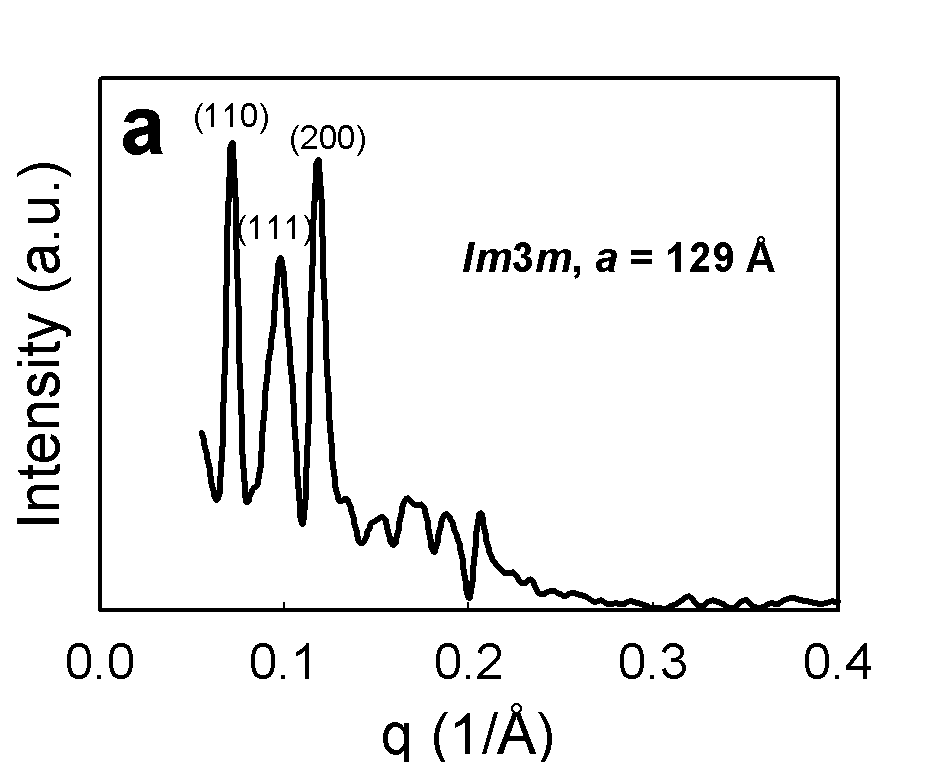 a
(110)
(200)
(111)
Im3m, a = 129 Å
Intensity (a.u.)
0.0 0.1 0.2 0.3 0.4
q (1/Å)